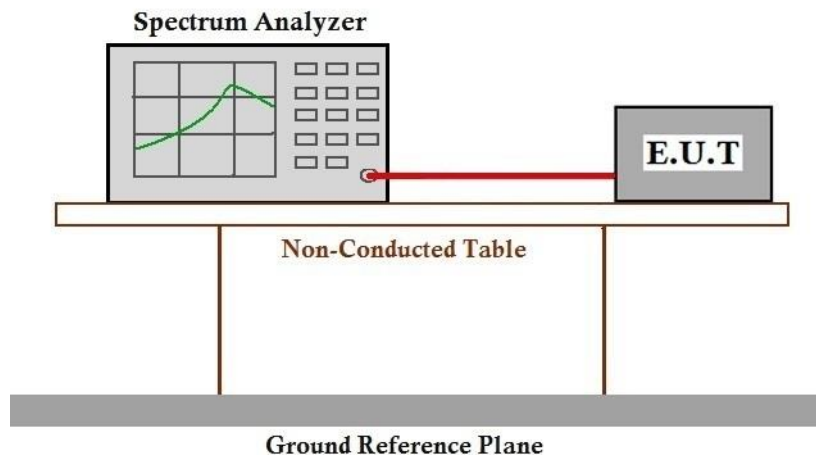 Spectrum Analyzer
E.U.T
Non-Conducted Table
Ground Reference Plane